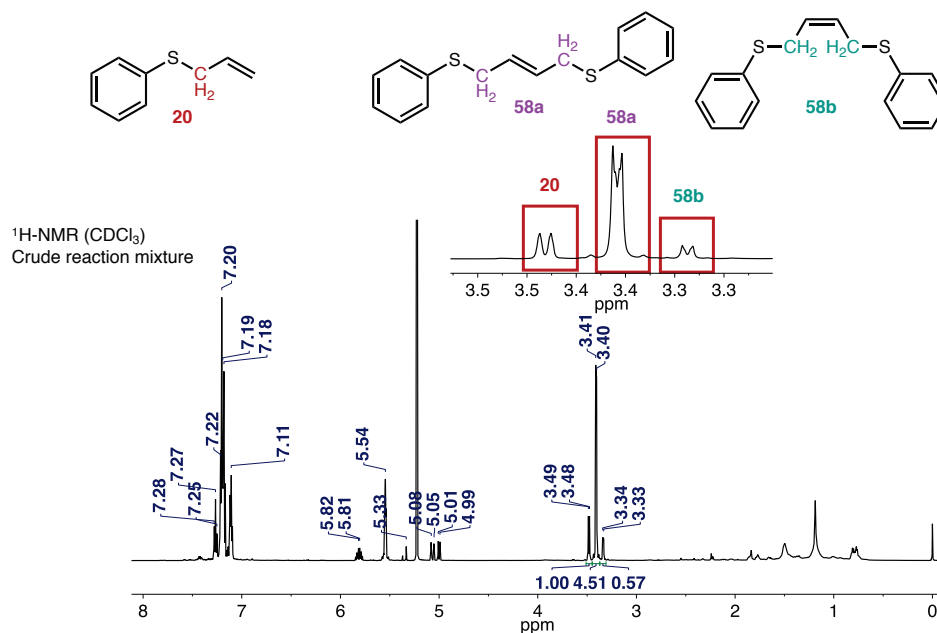 S
CH2
20
S
CH2
CH2
S
58a
S
CH2 H2C
S
58b
58a
20
58b
3.5 3.5 3.4 3.4 3.3 3.3
ppm
1H-NMR (CDCl3)
Crude reaction mixture
7.20
7.19
7.18
7.22
7.11
7.27
7.28
7.25
5.82
5.81
5.54
5.33
5.08
5.05
5.01
4.99
3.49
3.48
3.41
3.40
3.34
3.33
1.00 4.51 0.57
8 7 6 5 4 3 2 1 0
ppm